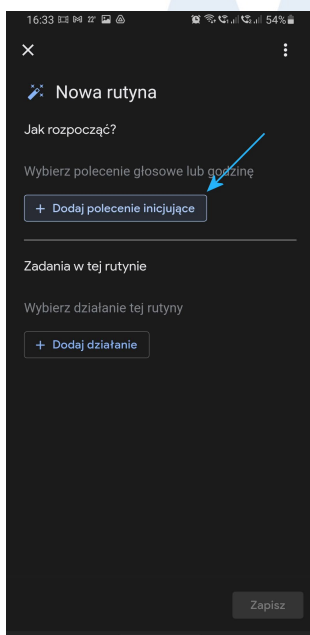 16:33 22° 54%
Nowa rutyna
Jak rozpocząć?
Wybierz polecenie głosowe lub godzinę
+ Dodaj polecenie inicjujące
Zadania w tej rutynie
Wybierz działanie tej rutyny
+ Dodaj działanie
Zapisz